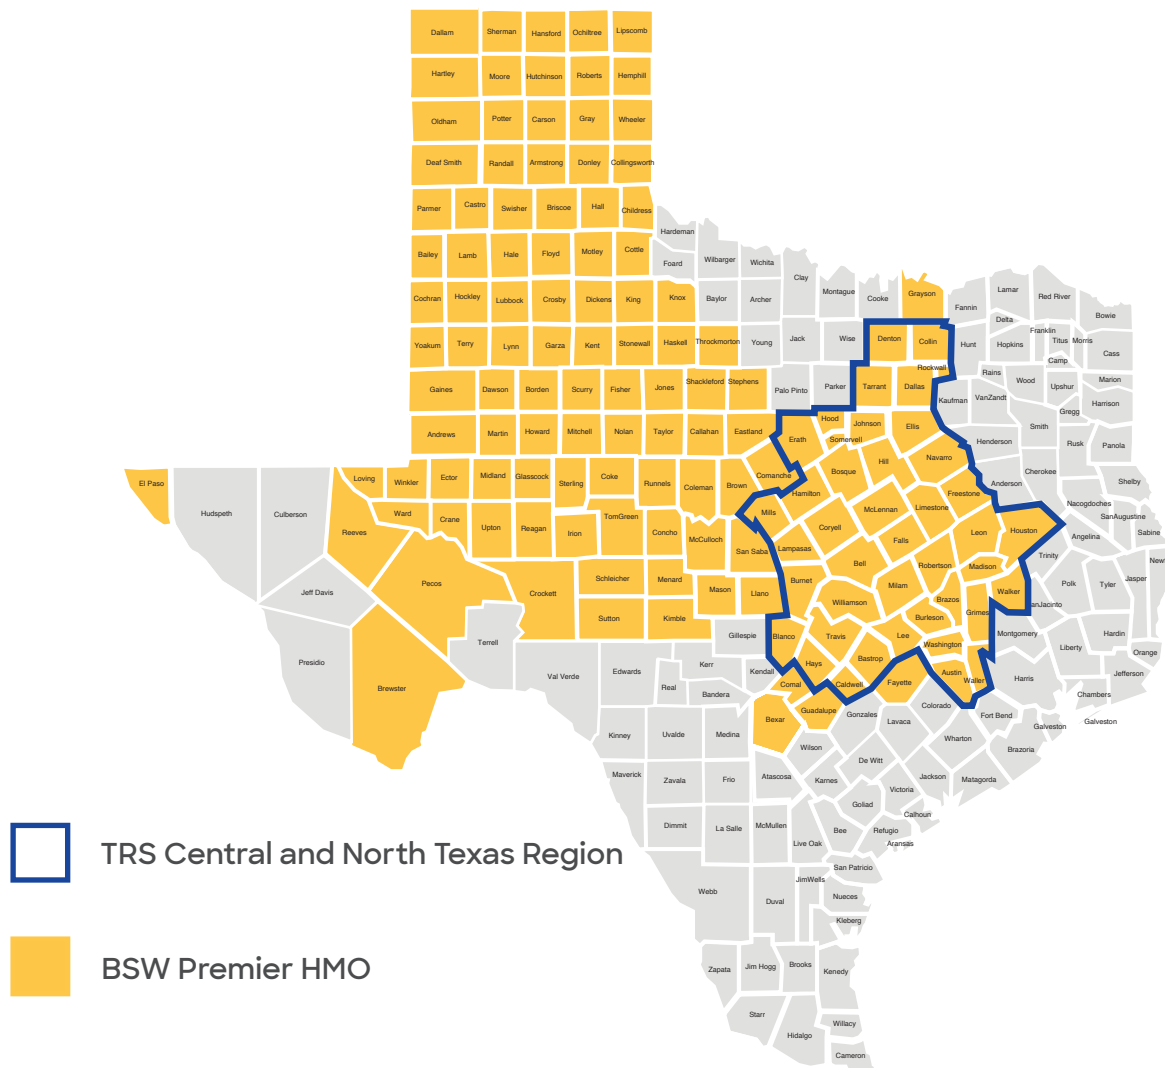 Dallam Sherman Hansford Ochiltree Lipscomb
Hartley Moore Hutchinson Roberts Hemphill
Oldham Potter Carson Gray Wheeler
Deaf Smith Randall Armstrong Donley Collingsworth
Parmer Castro Swisher Briscoe Hall Childress
Hardeman
Bailey Lamb Hale Floyd Motley Cottle Foard Wilbarger Wichita Clay
Cochran Hockley Lubbock Crosby Dickens King Knox Baylor Archer Montague Cooke Grayson Fannin Lamar Red River Bowie
Delta Franklin Titus Morris
Yoakum Terry Lynn Garza Kent Stonewall Haskell Throckmorton Young Jack Wise Denton Collin Hunt Hopkins Camp Cass
Rockwall Rains
Gaines Dawson Borden Scurry Fisher Jones Shackleford Stephens Palo Pinto Parker Tarrant Dallas Kaufman VanZandt Wood Upshur Marion
Gregg Harrison
Andrews Martin Howard Mitchell Nolan Taylor Callahan Eastland Erath Hood Somervell Johnson Ellis Henderson Smith Rusk Panola
El Paso Loving Winkler Ector Midland Glasscock Sterling Coke Runnels Coleman Brown Comanche Bosque Hill Navarro Anderson Cherokee Shelby
Hudspeth Culberson Reeves Ward Crane Upton Reagan Irion TomGreen Concho McCulloch San Saba Mills Hamilton Coryell McLennan Limestone Freestone Leon Houston Nacogdoches SanAugustine Sabine
Angelina Trinity
Lampasas Bell Falls Robertson Madison
Jeff Davis Pecos Crockett Schleicher Menard Mason Llano Burnet Williamson Milam Brazos Grimes Walker Polk Tyler Jasper New
Sutton Kimble Burleson anJacinto
Presidio Terrell Gillespie Blanco Travis Lee Washington Montgomery Liberty Hardin Orange
Brewster Val Verde Edwards Real Kerr Bandera Kendall Hays Comal Caldwell Bastrop Fayette Austin Waller Harris Chambers Jefferson
Bexar Guadalupe Gonzales Lavaca Colorado Fort Bend Galveston Galveston
Kinney Uvalde Medina Wilson De Witt Wharton Brazoria
Maverick Zavala Frio Atascosa Karnes Victoria Jackson Matagorda
Goliad Calhoun
Dimmit La Salle McMullen Live Oak Bee Refugio Aransas
San Patricio
Webb Duval JimWells Nueces
Kleberg
Zapata Jim Hogg Brooks Kenedy
Starr Hidalgo Willacy
Cameron
TRS Central and North Texas Region
BSW Premier HMO